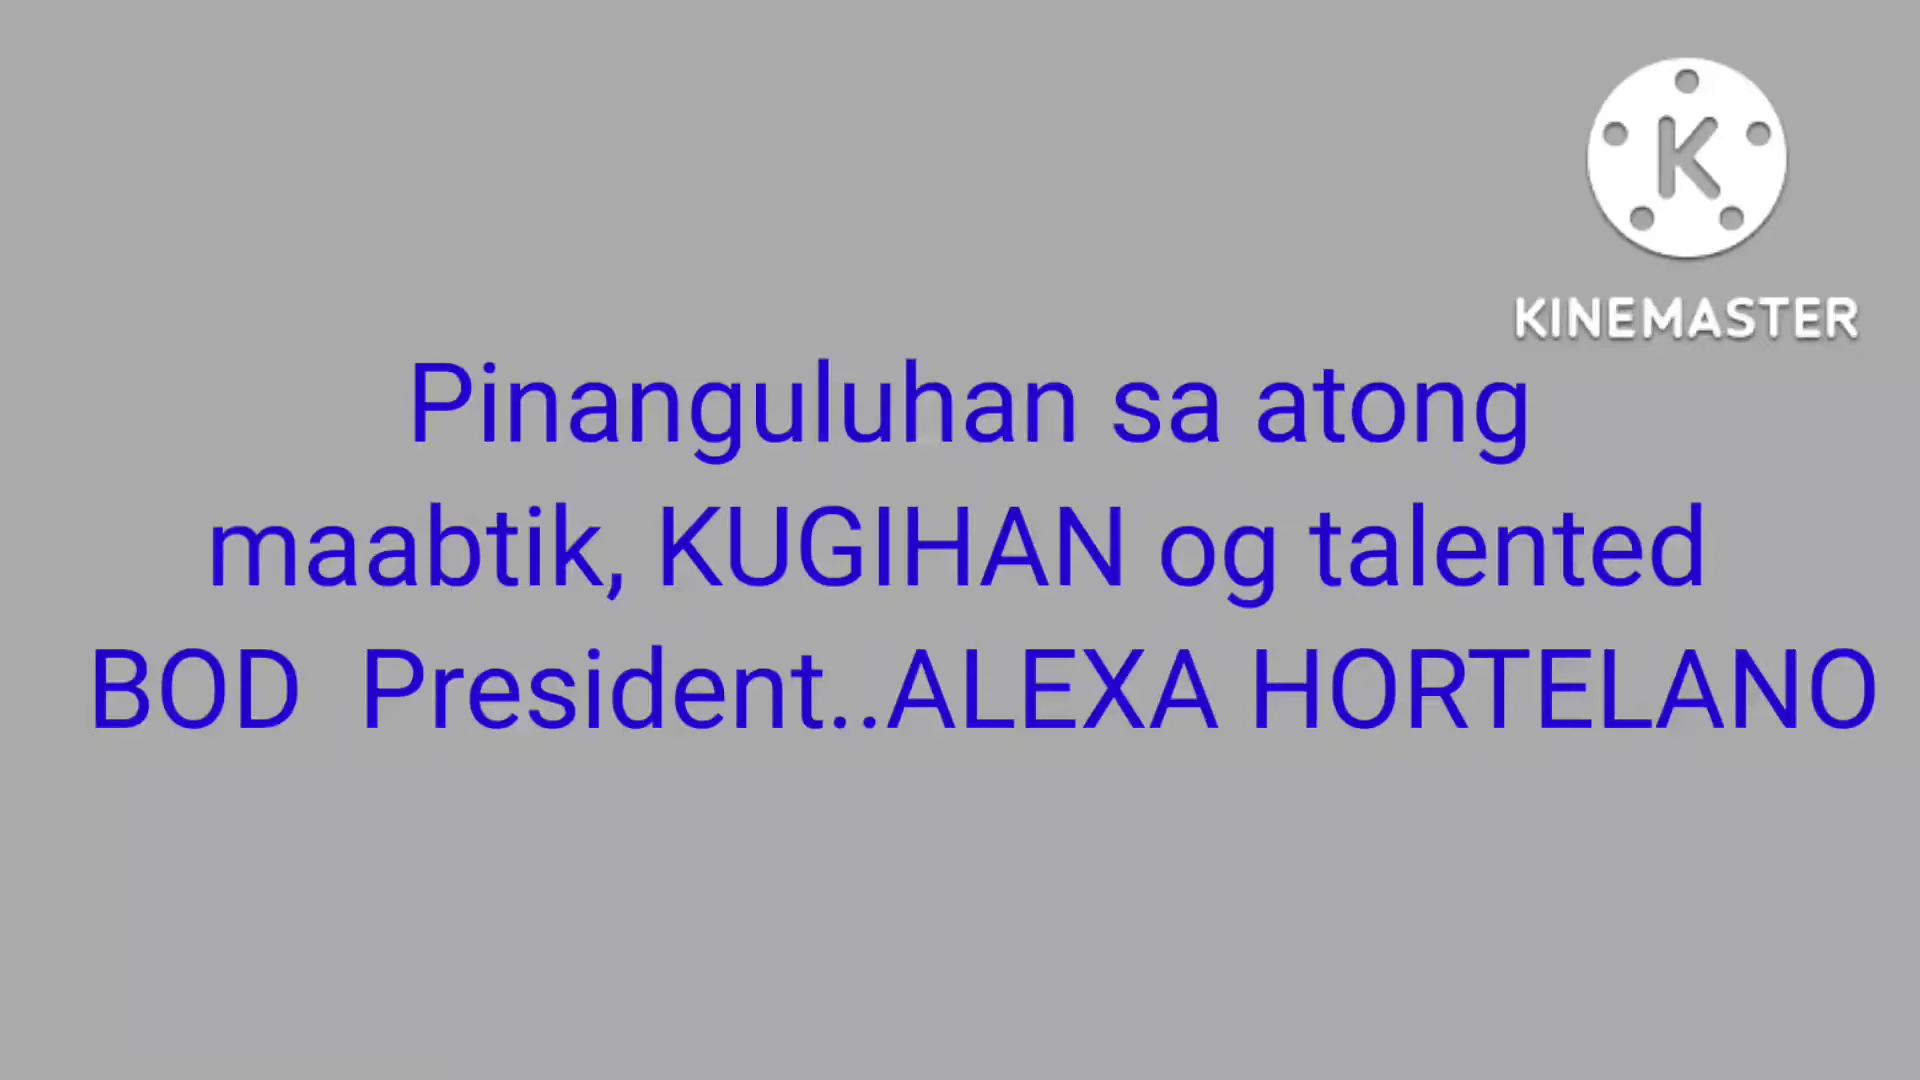 K
KINEMASTER
Pinanguluhan sa atong
maabtik, KUGIHAN og talented
BOD  President..ALEXA HORTELANO